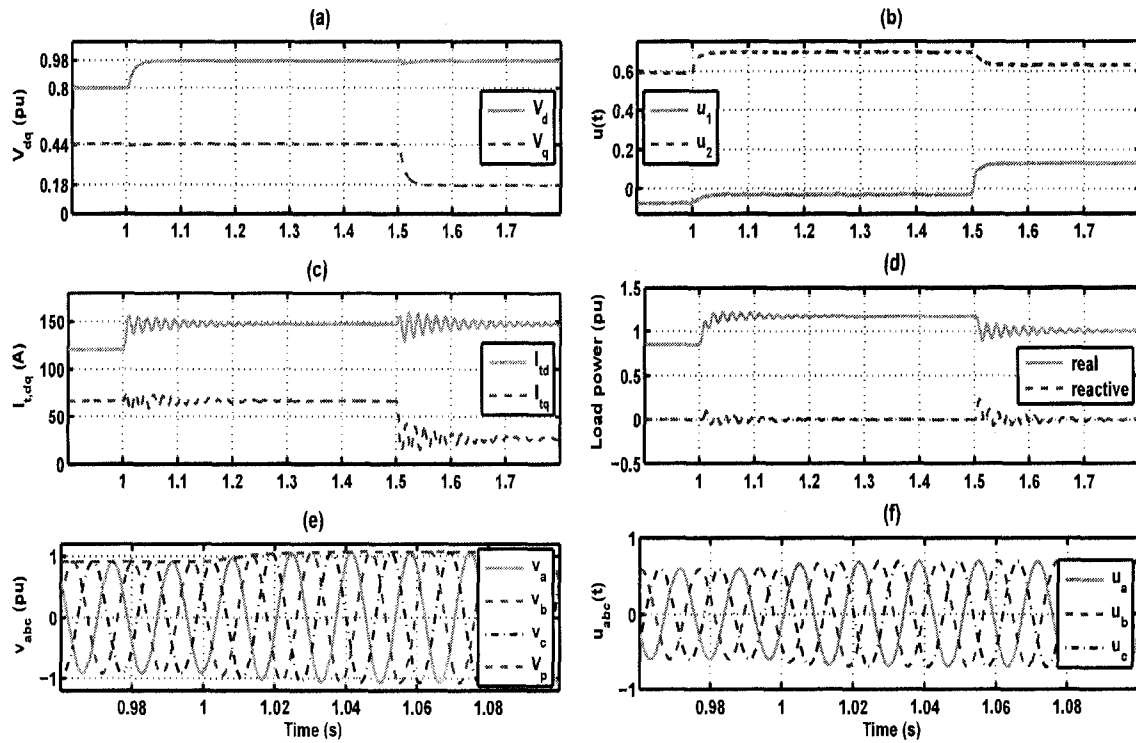 (a)
V_dq (pu)
0.98
0.8
0.44
0.18
0
V_d
V_q
1 1.1 1.2 1.3 1.4 1.5 1.6 1.7
(b)
u(t)
0.6
0.4
0.2
0
u_1
u_2
1 1.1 1.2 1.3 1.4 1.5 1.6 1.7
(c)
I_t,dq (A)
150
100
50
0
I_td
I_tq
1 1.1 1.2 1.3 1.4 1.5 1.6 1.7
(d)
Load power (pu)
1.5
1
0.5
0
−0.5
real
reactive
1 1.1 1.2 1.3 1.4 1.5 1.6 1.7
(e)
v_abc (pu)
1
0
−1
v_a
v_b
v_c
v_p
0.98 1 1.02 1.04 1.06 1.08
Time (s)
(f)
u_abc(t)
1
0
−1
u_a
u_b
u_c
0.98 1 1.02 1.04 1.06 1.08
Time (s)